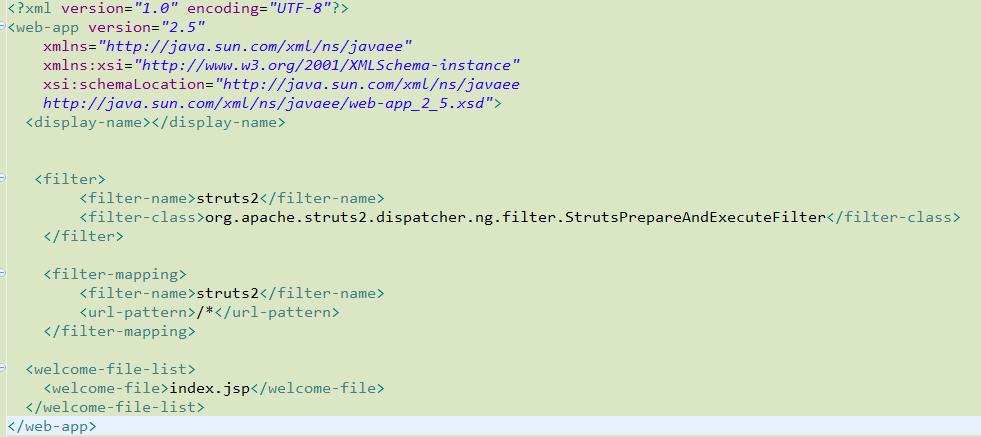 <?xml version="1.0" encoding="UTF-8"?>
<web-app version="2.5"
    xmlns="http://java.sun.com/xml/ns/javaee"
    xmlns:xsi="http://www.w3.org/2001/XMLSchema-instance"
    xsi:schemaLocation="http://java.sun.com/xml/ns/javaee
    http://java.sun.com/xml/ns/javaee/web-app_2_5.xsd">
  <display-name></display-name>
   <filter>
        <filter-name>struts2</filter-name>
        <filter-class>org.apache.struts2.dispatcher.ng.filter.StrutsPrepareAndExecuteFilter</filter-class>
    </filter>
    <filter-mapping>
        <filter-name>struts2</filter-name>
        <url-pattern>/*</url-pattern>
    </filter-mapping>
  <welcome-file-list>
    <welcome-file>index.jsp</welcome-file>
  </welcome-file-list>
</web-app>